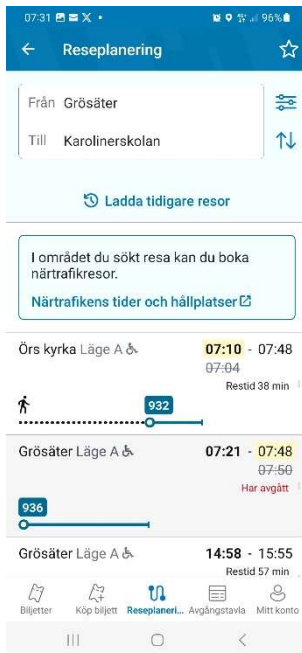 07:31 96%
Reseplanering
Från Grösäter
Till Karolinerskolan
Ladda tidigare resor
I området du sökt resa kan du boka
närtrafikresor.
Närtrafikens tider och hållplatser
Örs kyrka Läge A 07:10 - 07:48
07:04
Restid 38 min
932
Grösäter Läge A 07:21 - 07:48
07:50
Har avgått
936
Grösäter Läge A 14:58 - 15:55
Restid 57 min
Biljetter Köp biljett Reseplaneri... Avgångstavla Mitt konto